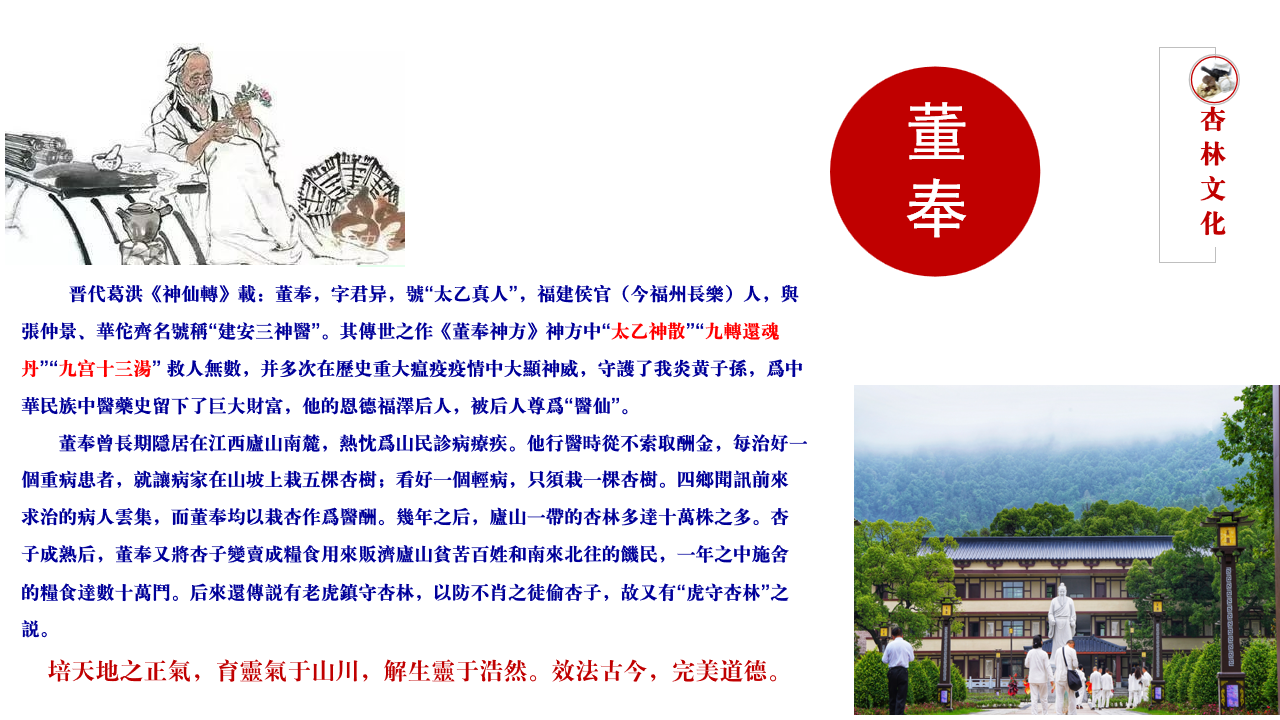 董
奉
杏
林
文
化
晋代葛洪《神仙轉》載：董奉，字君异，號“太乙真人”，福建侯官（今福州長樂）人，與
張仲景、華佗齊名號稱“建安三神醫”。其傳世之作《董奉神方》神方中“太乙神散”“九轉還魂
丹”“九宫十三湯” 救人無數，并多次在歷史重大瘟疫疫情中大顯神威，守護了我炎黃子孫，爲中
華民族中醫藥史留下了巨大財富，他的恩德福澤后人，被后人尊爲“醫仙”。
董奉曾長期隱居在江西廬山南麓，熱忱爲山民診病療疾。他行醫時從不索取酬金，每治好一
個重病患者，就讓病家在山坡上栽五棵杏樹；看好一個輕病，只須栽一棵杏樹。四鄉聞訊前來
求治的病人雲集，而董奉均以栽杏作爲醫酬。幾年之后，廬山一帶的杏林多達十萬株之多。杏
子成熟后，董奉又將杏子變賣成糧食用來販濟廬山貧苦百姓和南來北往的饑民，一年之中施舍
的糧食達數十萬鬥。后來還傳説有老虎鎮守杏林，以防不肖之徒偷杏子，故又有“虎守杏林”之
説。
培天地之正氣，育靈氣于山川，解生靈于浩然。效法古今，完美道德。